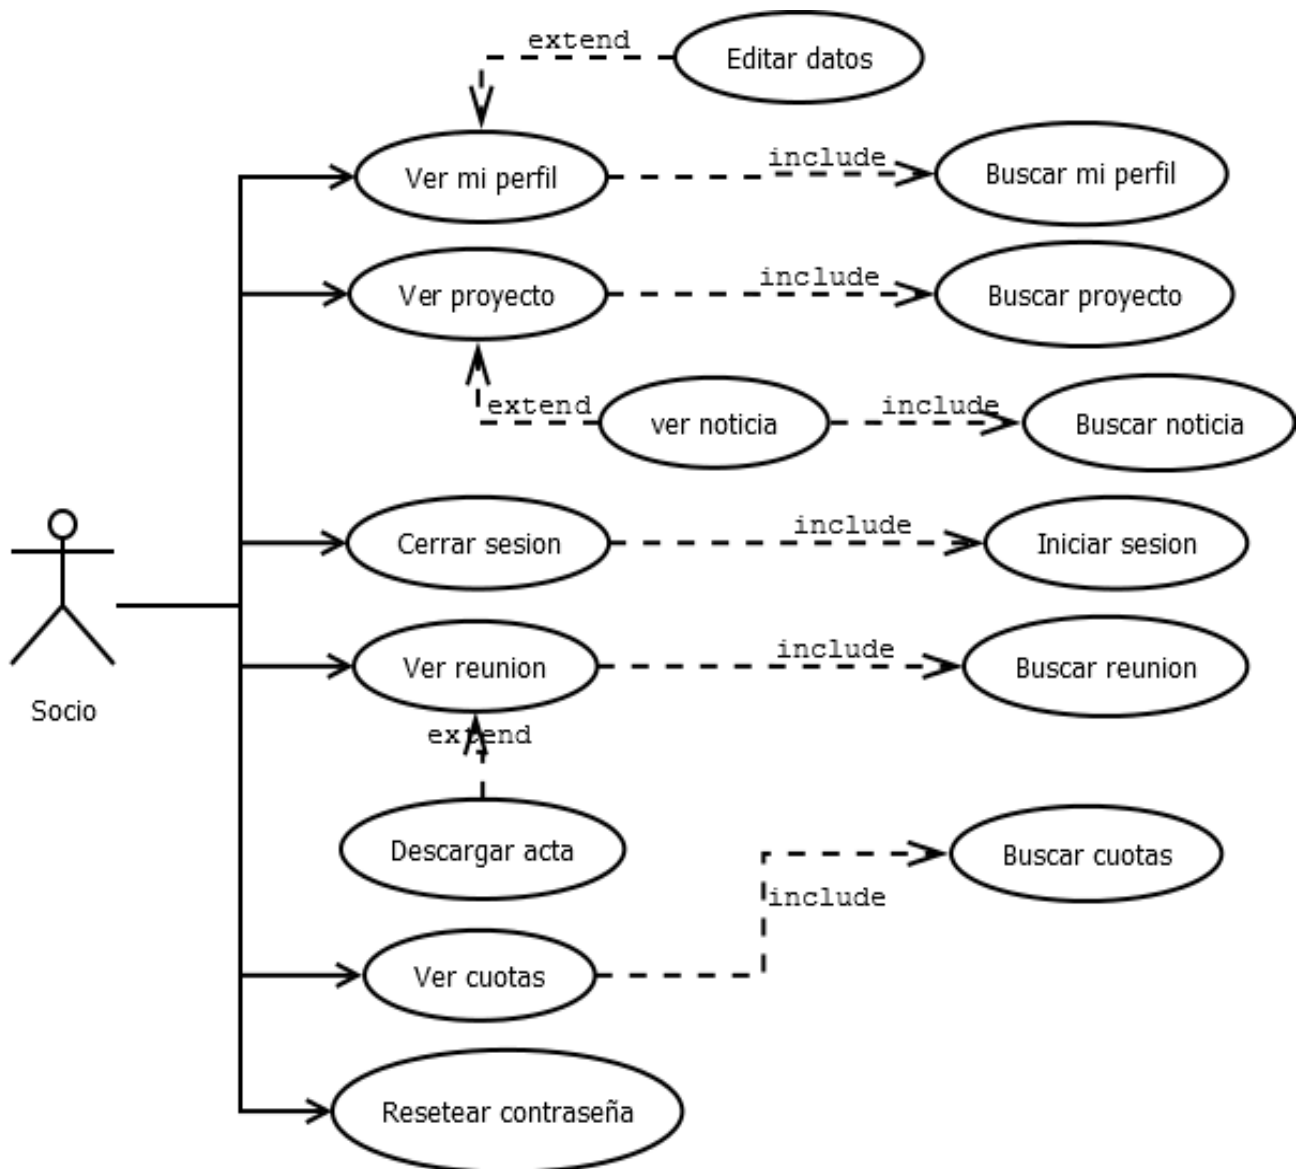 extend
Editar datos
Ver mi perfil
include
Buscar mi perfil
Ver proyecto
include
Buscar proyecto
extend
ver noticia
include
Buscar noticia
Cerrar sesion
include
Iniciar sesion
Ver reunion
include
Buscar reunion
Socio
extend
Descargar acta
Buscar cuotas
include
Ver cuotas
Resetear contraseña